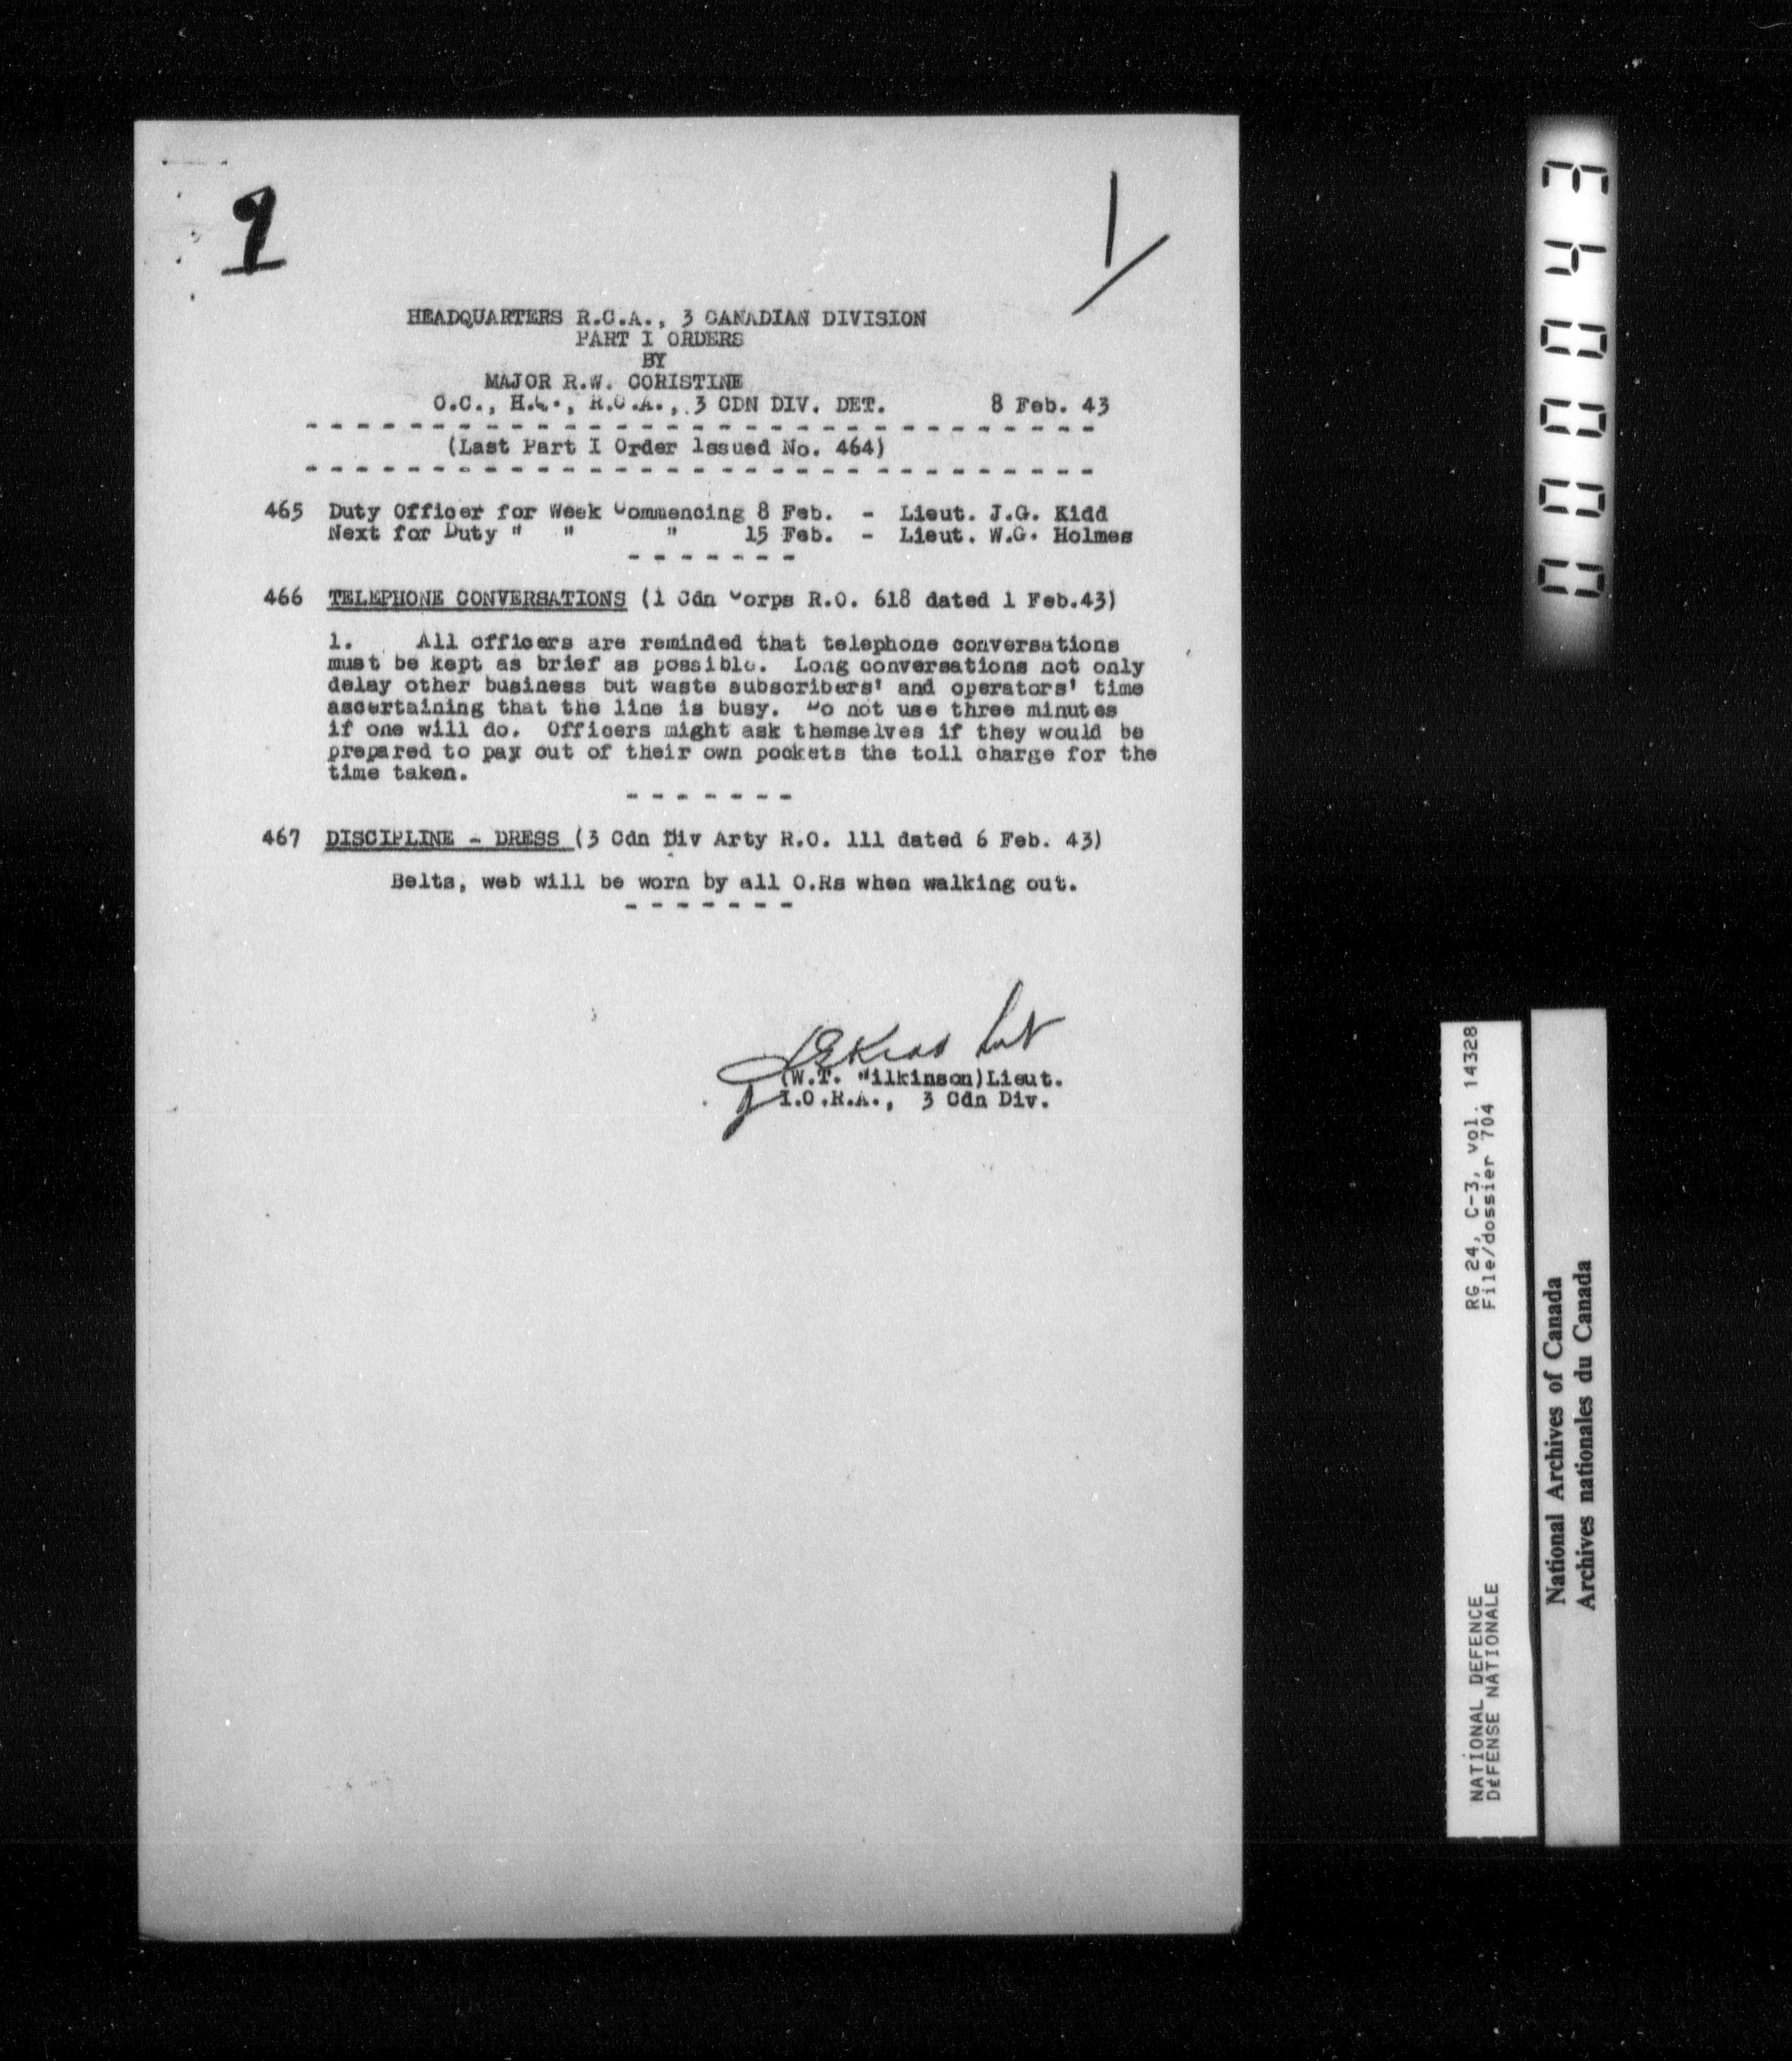 9
1/
HEADQUARTERS R.C.A., 3 CANADIAN DIVISION
PART I ORDERS
BY
MAJOR R.W. CORISTINE
O.C., H.Q., R.C.A., 3 CDN DIV. DET. 8 Feb. 43
(Last Part I Order Issued No. 464)
465 Duty Officer for Week Commencing 8 Feb. - Lieut. J.G. Kidd
Next for Duty " " " 15 Feb. - Lieut. W.G. Holmes
466 TELEPHONE CONVERSATIONS (1 Cdn Corps R.O. 618 dated 1 Feb.43)
1. All officers are reminded that telephone conversations
must be kept as brief as possible. Long conversations not only
delay other business but waste subscribers' and operators' time
ascertaining that the line is busy. Do not use three minutes
if one will do. Officers might ask themselves if they would be
prepared to pay out of their own pockets the toll charge for the
time taken.
467 DISCIPLINE - DRESS (3 Cdn Div Arty R.O. 111 dated 6 Feb. 43)
Belts, web will be worn by all O.Rs when walking out.
(W.T. Wilkinson)Lieut.
I.O.R.A., 3 Cdn Div.
000043
RG 24, C-3, vol. 14328
File/dossier 704
NATIONAL DEFENCE
DÉFENSE NATIONALE
National Archives of Canada
Archives nationales du Canada